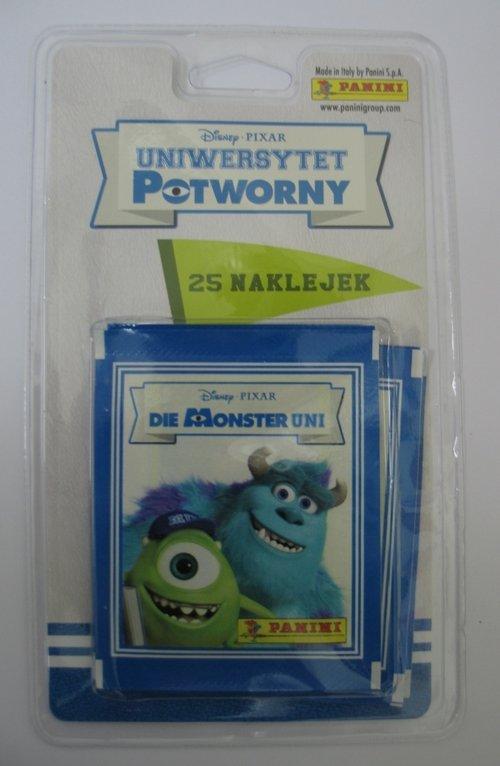 Made in Italy by Panini S.p.A.
PANINI
www.paninigroup.com
Disney · PIXAR
UNIWERSYTET
POTWORNY
25 NAKLEJEK
Disney · PIXAR
DIE MONSTER UNI
PANINI